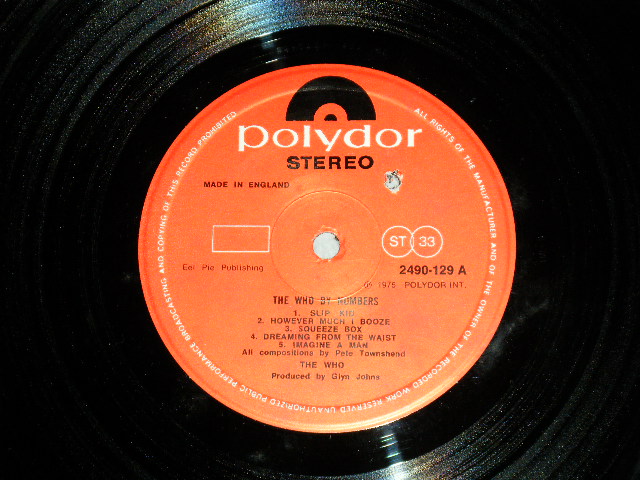 polydor
STEREO
MADE IN ENGLAND
ST 33
Eel Pie Publishing
2490-129 A
℗ 1975 POLYDOR INT.
THE WHO BY NUMBERS
1. SLIP KID
2. HOWEVER MUCH I BOOZE
3. SQUEEZE BOX
4. DREAMING FROM THE WAIST
5. IMAGINE A MAN
All compositions by Pete Townshend
THE WHO
Produced by Glyn Johns
ALL RIGHTS OF THE MANUFACTURER AND OF THE OWNER OF THE RECORDED WORK RESERVED UNAUTHORIZED PUBLIC PERFORMANCE BROADCASTING AND COPYING OF THIS RECORD PROHIBITED